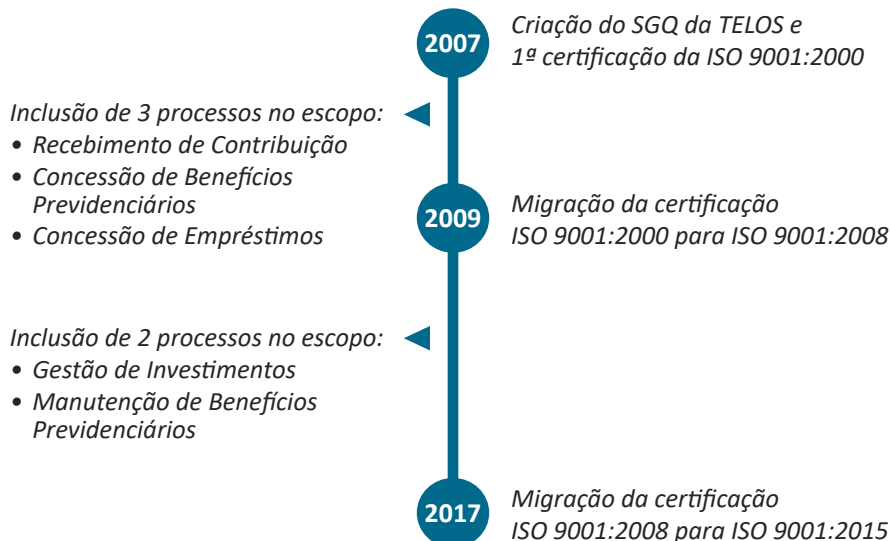 2007
Criação do SGQ da TELOS e
1ª certificação da ISO 9001:2000
Inclusão de 3 processos no escopo:
• Recebimento de Contribuição
• Concessão de Benefícios
Previdenciários
• Concessão de Empréstimos
2009
Migração da certificação
ISO 9001:2000 para ISO 9001:2008
Inclusão de 2 processos no escopo:
• Gestão de Investimentos
• Manutenção de Benefícios
Previdenciários
2017
Migração da certificação
ISO 9001:2008 para ISO 9001:2015